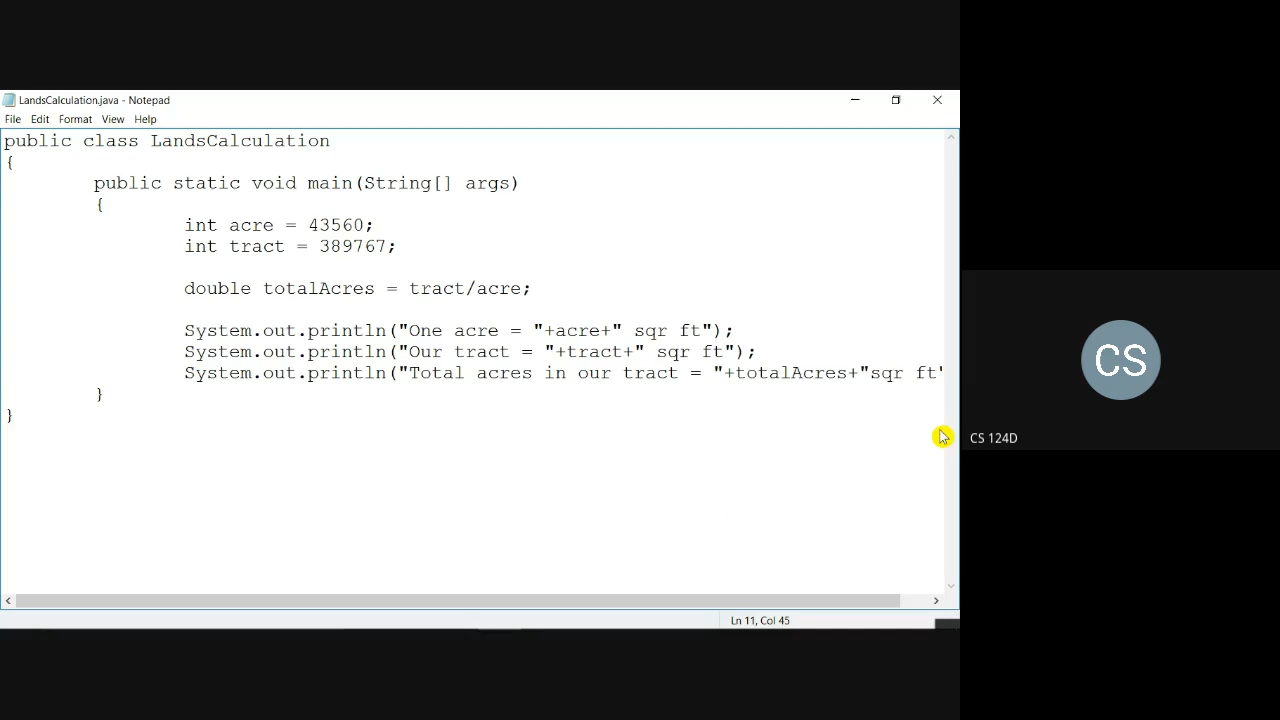 LandsCalculation.java - Notepad
File Edit Format View Help
public class LandsCalculation
{
public static void main(String[] args)
{
int acre = 43560;
int tract = 389767;
double totalAcres = tract/acre;
System.out.println("One acre = "+acre+" sqr ft");
System.out.println("Our tract = "+tract+" sqr ft");
System.out.println("Total acres in our tract = "+totalAcres+"sqr ft"
}
}
CS
CS 124D
Ln 11, Col 45